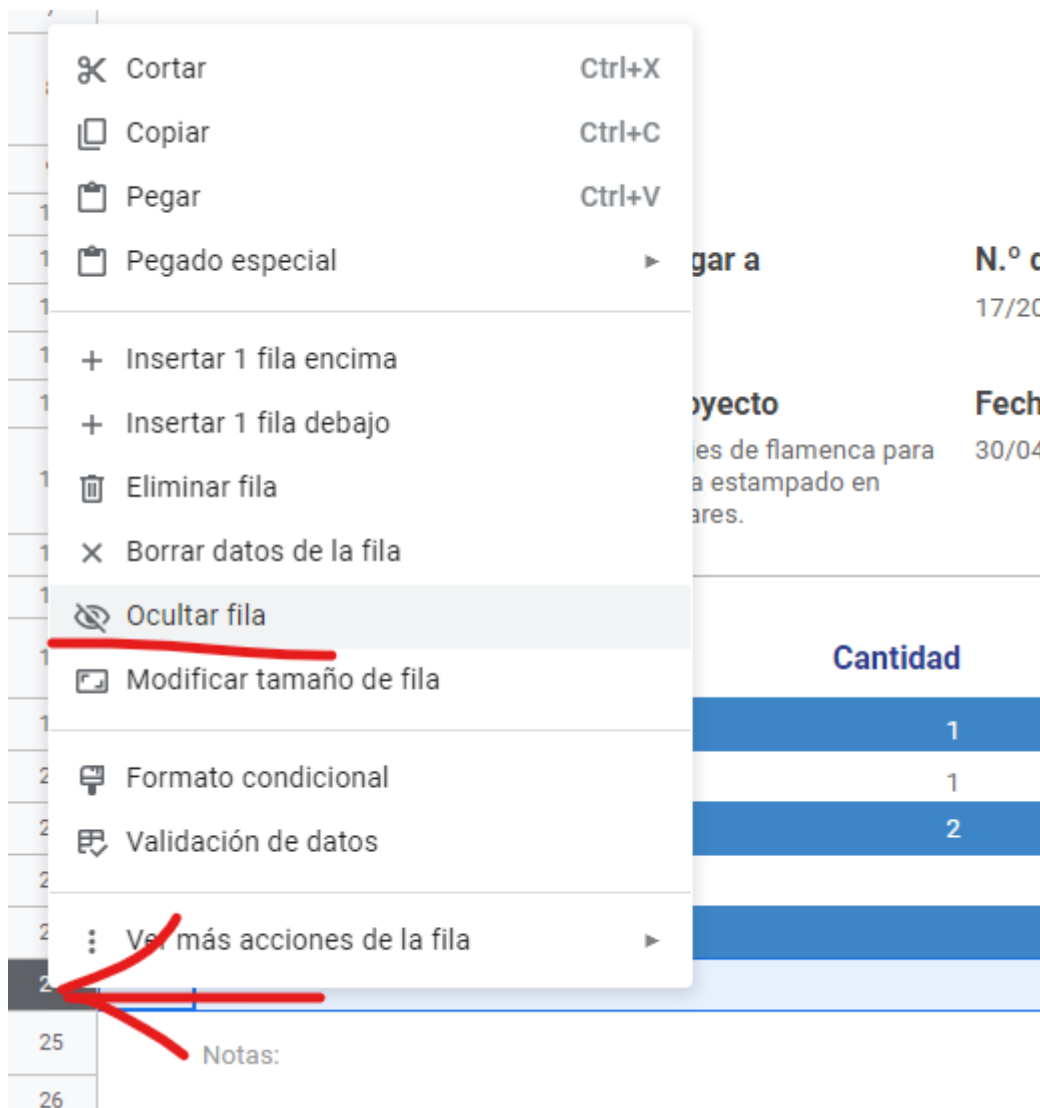 Cortar Ctrl+X
Copiar Ctrl+C
Pegar Ctrl+V
Pegado especial
gar a N.º d
17/20
Insertar 1 fila encima
Insertar 1 fila debajo
oyecto Fech
jes de flamenca para 30/04
a estampado en
ares.
Eliminar fila
Borrar datos de la fila
Ocultar fila
Cantidad
Modificar tamaño de fila
1
Formato condicional
1
2
Validación de datos
Ver más acciones de la fila
2
25
Notas:
26